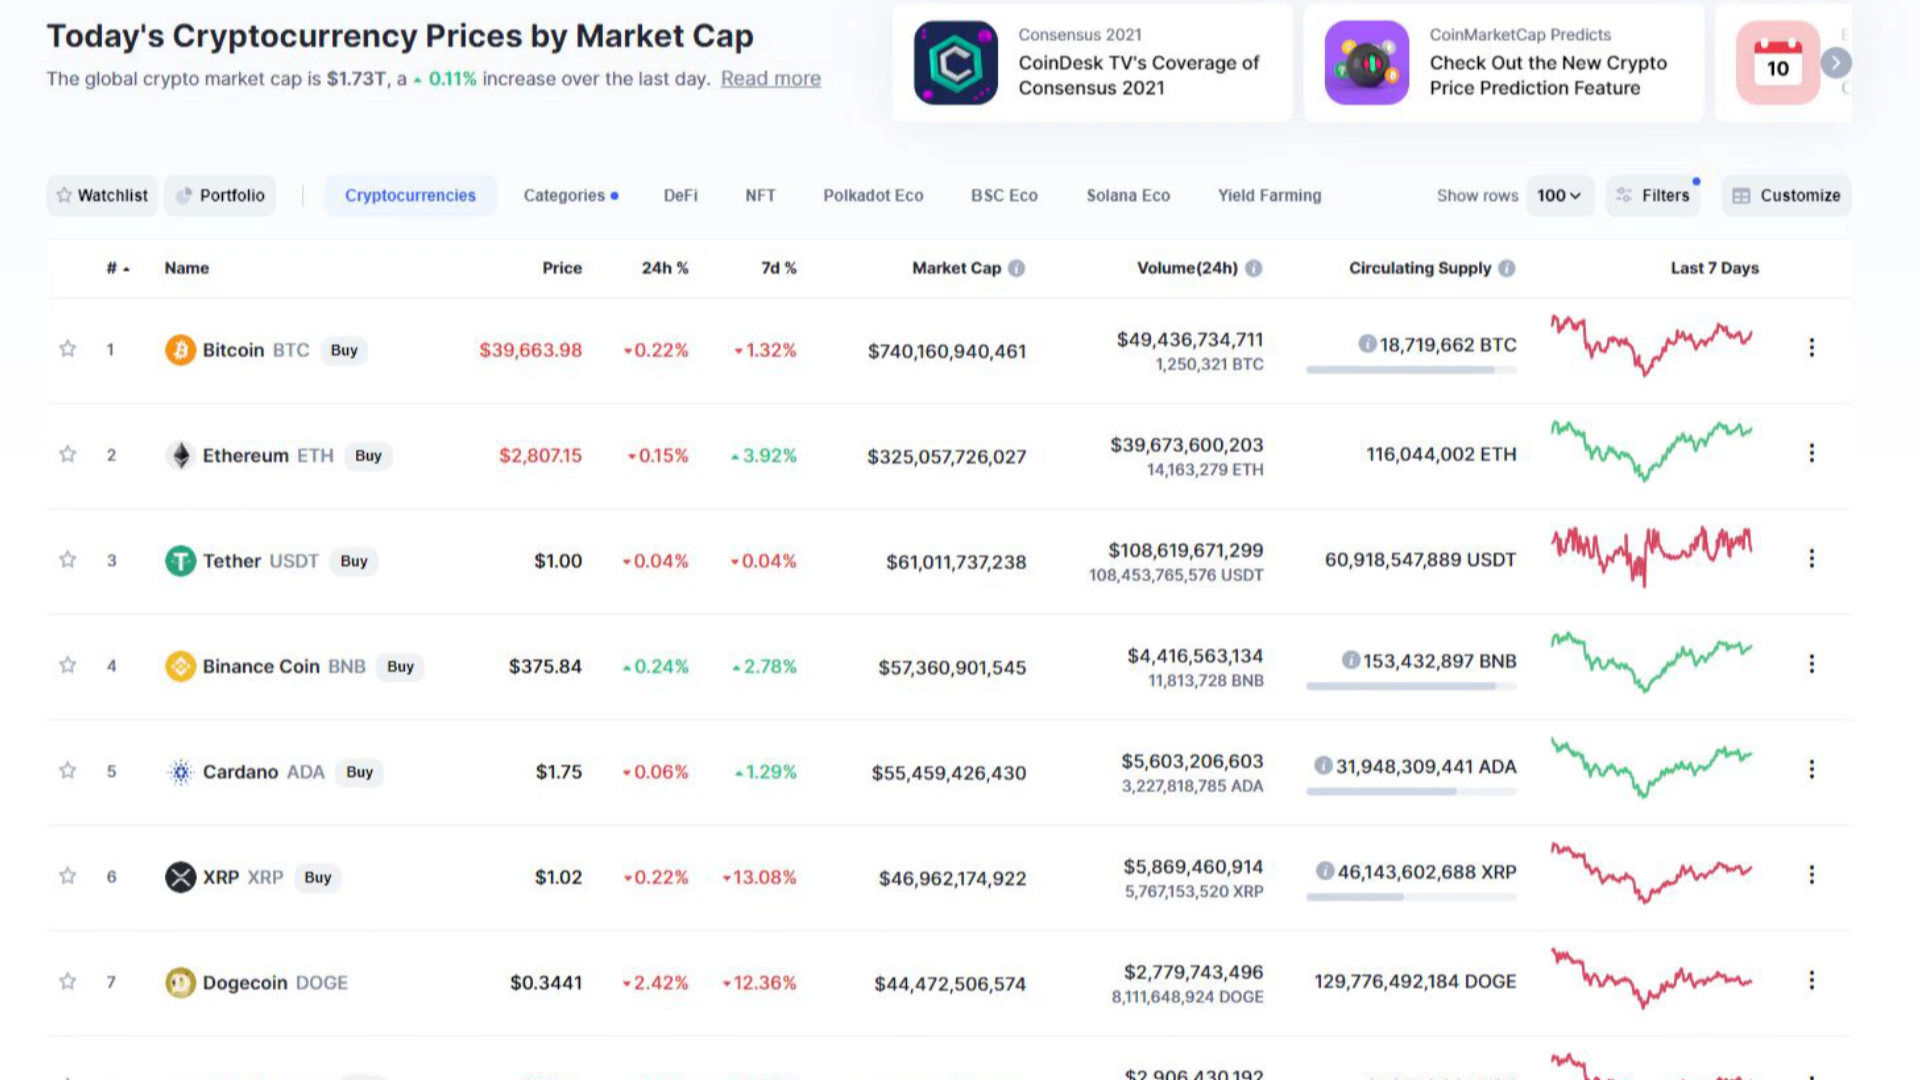 Today's Cryptocurrency Prices by Market Cap
The global crypto market cap is $1.73T, a 0.11% increase over the last day. Read more
Consensus 2021
CoinDesk TV's Coverage of
Consensus 2021
CoinMarketCap Predicts
Check Out the New Crypto
Price Prediction Feature
10
Watchlist Portfolio Cryptocurrencies Categories DeFi NFT Polkadot Eco BSC Eco Solana Eco Yield Farming Show rows 100 Filters Customize
# Name Price 24h % 7d % Market Cap Volume(24h) Circulating Supply Last 7 Days
1 Bitcoin BTC Buy $39,663.98 0.22% 1.32% $740,160,940,461 $49,436,734,711 18,719,662 BTC
1,250,321 BTC
2 Ethereum ETH Buy $2,807.15 0.15% 3.92% $325,057,726,027 $39,673,600,203 116,044,002 ETH
14,163,279 ETH
3 Tether USDT Buy $1.00 0.04% 0.04% $61,011,737,238 $108,619,671,299 60,918,547,889 USDT
108,453,765,576 USDT
4 Binance Coin BNB Buy $375.84 0.24% 2.78% $57,360,901,545 $4,416,563,134 153,432,897 BNB
11,813,728 BNB
5 Cardano ADA Buy $1.75 0.06% 1.29% $55,459,426,430 $5,603,206,603 31,948,309,441 ADA
3,227,818,785 ADA
6 XRP XRP Buy $1.02 0.22% 13.08% $46,962,174,922 $5,869,460,914 46,143,602,688 XRP
5,767,153,520 XRP
7 Dogecoin DOGE $0.3441 2.42% 12.36% $44,472,506,574 $2,779,743,496 129,776,492,184 DOGE
8,111,648,924 DOGE
$2,906,430,192